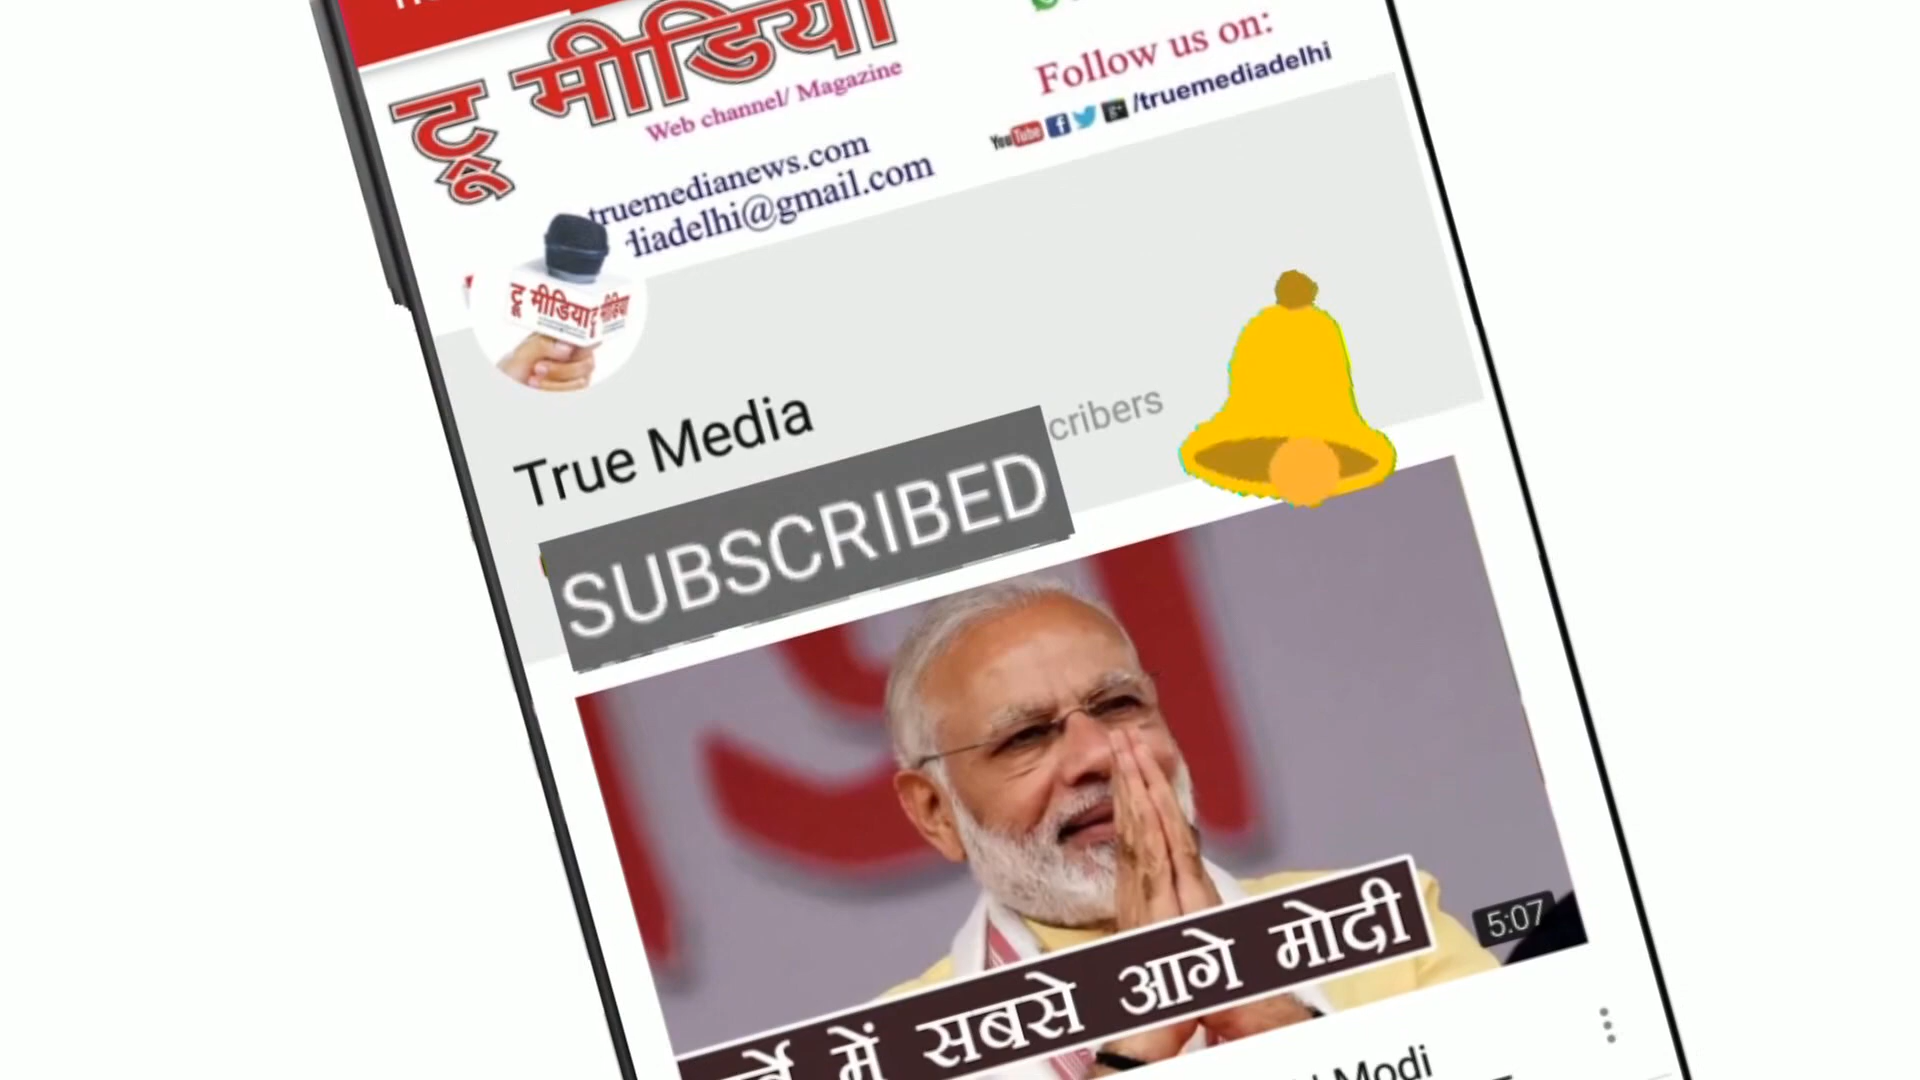 ट्रू मीडिया
Web channel/ Magazine
truemedianews.com
diadelhi@gmail.com
Follow us on:
YouTube /truemediadelhi
ट्रू मीडिया
ट्रू मीडिया
True Media
SUBSCRIBED
cribers
में सबसे आगे मोदी
5:07
Modi